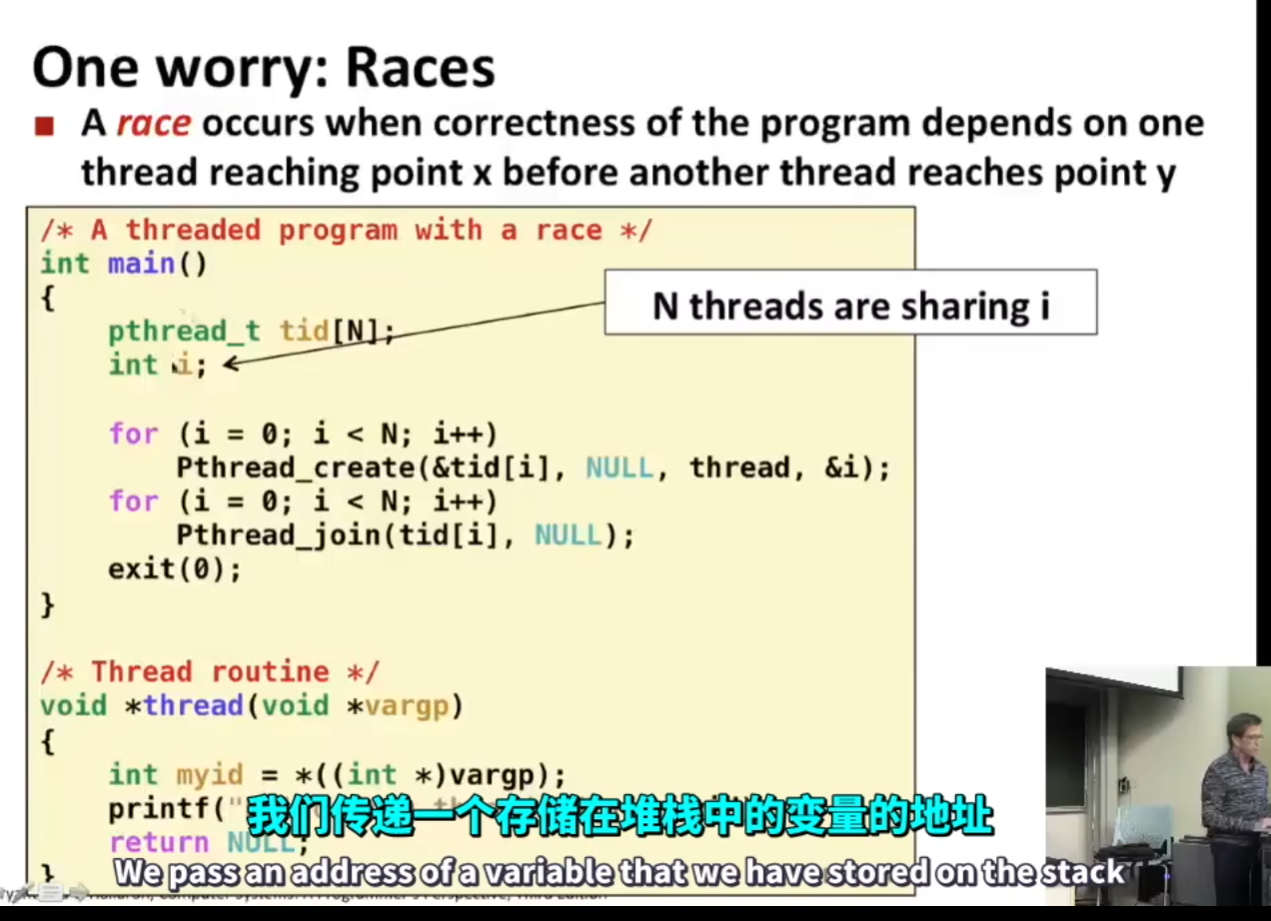 One worry: Races
■ A race occurs when correctness of the program depends on one
thread reaching point x before another thread reaches point y
/* A threaded program with a race */
int main()
{
N threads are sharing i
    pthread_t tid[N];
    int i;
    for (i = 0; i < N; i++)
        Pthread_create(&tid[i], NULL, thread, &i);
    for (i = 0; i < N; i++)
        Pthread_join(tid[i], NULL);
    exit(0);
}
/* Thread routine */
void *thread(void *vargp)
{
    int myid = *((int *)vargp);
    printf("
我们传递一个存储在堆栈中的变量的地址
    return NULL;
We pass an address of a variable that we have stored on the stack
}
Computer Systems: A Programmer's Perspective, Third Edition